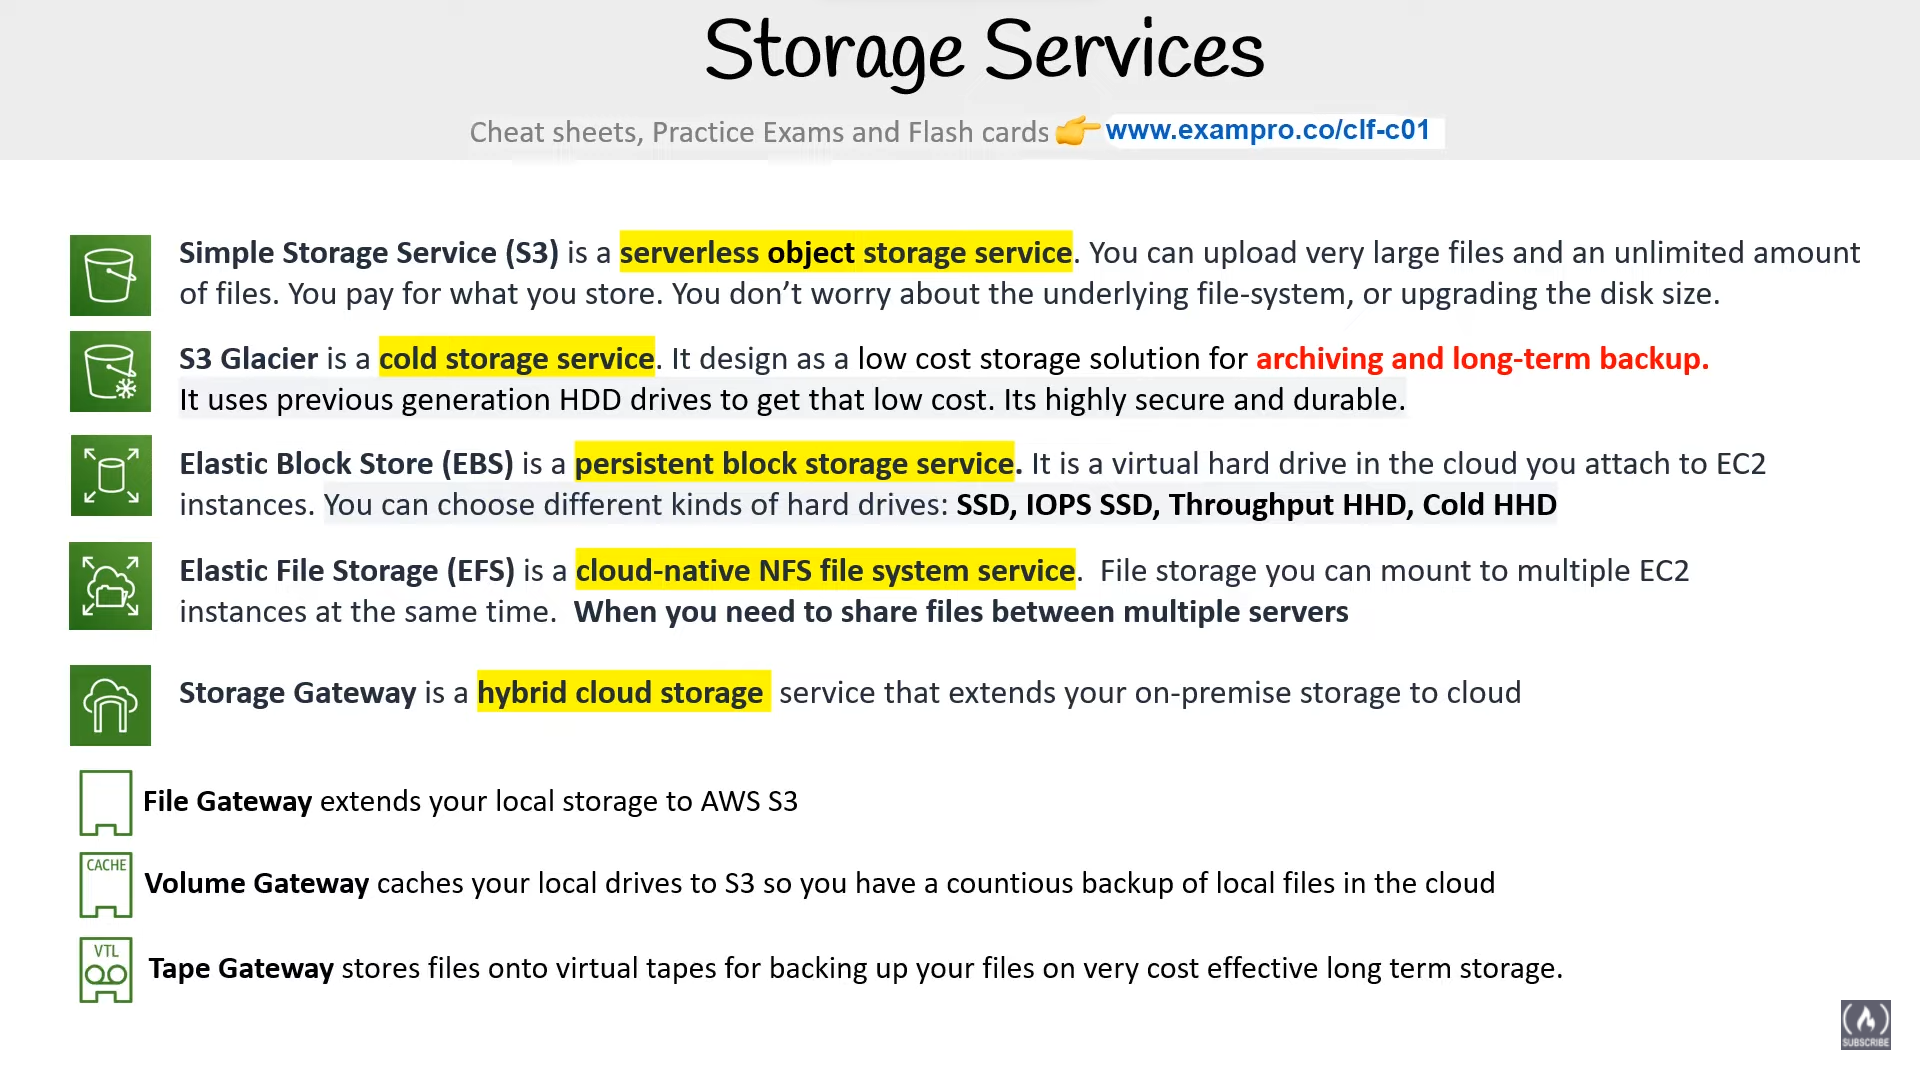 Storage Services
Cheat sheets, Practice Exams and Flash cards 👉 www.exampro.co/clf-c01
Simple Storage Service (S3) is a serverless object storage service. You can upload very large files and an unlimited amount
of files. You pay for what you store. You don’t worry about the underlying file-system, or upgrading the disk size.
S3 Glacier is a cold storage service. It design as a low cost storage solution for archiving and long-term backup.
It uses previous generation HDD drives to get that low cost. Its highly secure and durable.
Elastic Block Store (EBS) is a persistent block storage service. It is a virtual hard drive in the cloud you attach to EC2
instances. You can choose different kinds of hard drives: SSD, IOPS SSD, Throughput HHD, Cold HHD
Elastic File Storage (EFS) is a cloud-native NFS file system service. File storage you can mount to multiple EC2
instances at the same time. When you need to share files between multiple servers
Storage Gateway is a hybrid cloud storage service that extends your on-premise storage to cloud
File Gateway extends your local storage to AWS S3
CACHE
Volume Gateway caches your local drives to S3 so you have a countious backup of local files in the cloud
VTL
Tape Gateway stores files onto virtual tapes for backing up your files on very cost effective long term storage.
SUBSCRIBE